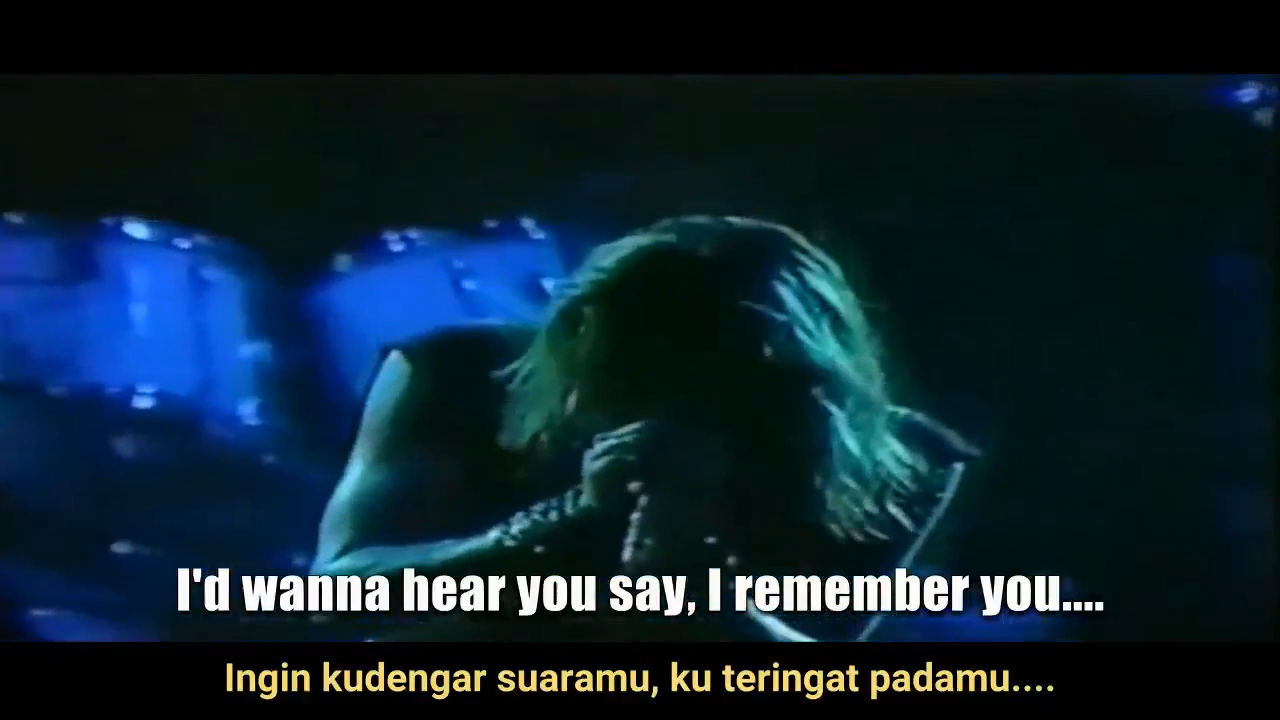 I'd wanna hear you say, I remember you....
Ingin kudengar suaramu, ku teringat padamu....